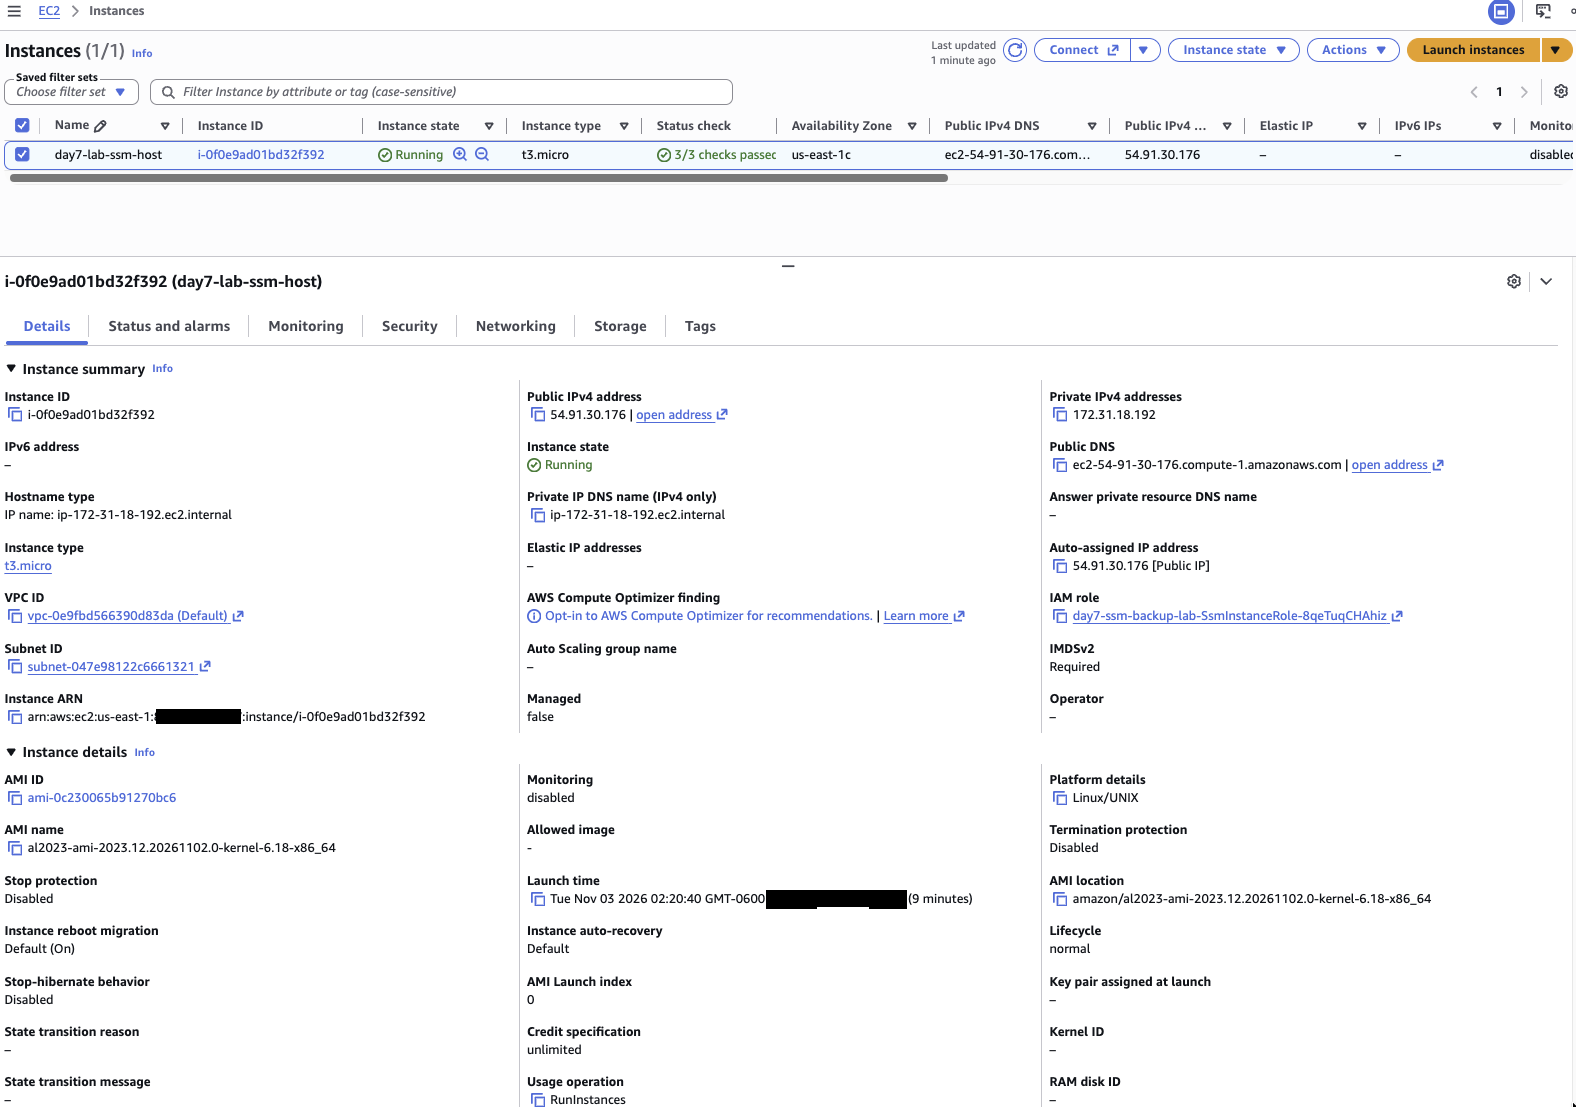 EC2 > Instances
Instances (1/1) Info
Last updated
1 minute ago
Connect
Instance state
Actions
Launch instances
Saved filter sets
Choose filter set
Filter Instance by attribute or tag (case-sensitive)
1
Name Instance ID Instance state Instance type Status check Availability Zone Public IPv4 DNS Public IPv4 ... Elastic IP IPv6 IPs Monito
day7-lab-ssm-host i-0f0e9ad01bd32f392 Running t3.micro 3/3 checks passec us-east-1c ec2-54-91-30-176.com... 54.91.30.176 – – disabled
i-0f0e9ad01bd32f392 (day7-lab-ssm-host)
Details Status and alarms Monitoring Security Networking Storage Tags
Instance summary Info
Instance ID
i-0f0e9ad01bd32f392
Public IPv4 address
54.91.30.176 | open address
Private IPv4 addresses
172.31.18.192
IPv6 address
–
Instance state
Running
Public DNS
ec2-54-91-30-176.compute-1.amazonaws.com | open address
Hostname type
IP name: ip-172-31-18-192.ec2.internal
Private IP DNS name (IPv4 only)
ip-172-31-18-192.ec2.internal
Answer private resource DNS name
–
Instance type
t3.micro
Elastic IP addresses
–
Auto-assigned IP address
54.91.30.176 [Public IP]
VPC ID
vpc-0e9fbd566390d83da (Default)
AWS Compute Optimizer finding
Opt-in to AWS Compute Optimizer for recommendations. | Learn more
IAM role
day7-ssm-backup-lab-SsmInstanceRole-8qeTuqCHAhiz
Subnet ID
subnet-047e98122c6661321
Auto Scaling group name
–
IMDSv2
Required
Instance ARN
arn:aws:ec2:us-east-1: :instance/i-0f0e9ad01bd32f392
Managed
false
Operator
–
Instance details Info
AMI ID
ami-0c230065b91270bc6
Monitoring
disabled
Platform details
Linux/UNIX
AMI name
al2023-ami-2023.12.20261102.0-kernel-6.18-x86_64
Allowed image
-
Termination protection
Disabled
Stop protection
Disabled
Launch time
Tue Nov 03 2026 02:20:40 GMT-0600 (9 minutes)
AMI location
amazon/al2023-ami-2023.12.20261102.0-kernel-6.18-x86_64
Instance reboot migration
Default (On)
Instance auto-recovery
Default
Lifecycle
normal
Stop-hibernate behavior
Disabled
AMI Launch index
0
Key pair assigned at launch
–
State transition reason
–
Credit specification
unlimited
Kernel ID
–
State transition message
–
Usage operation
RunInstances
RAM disk ID
–